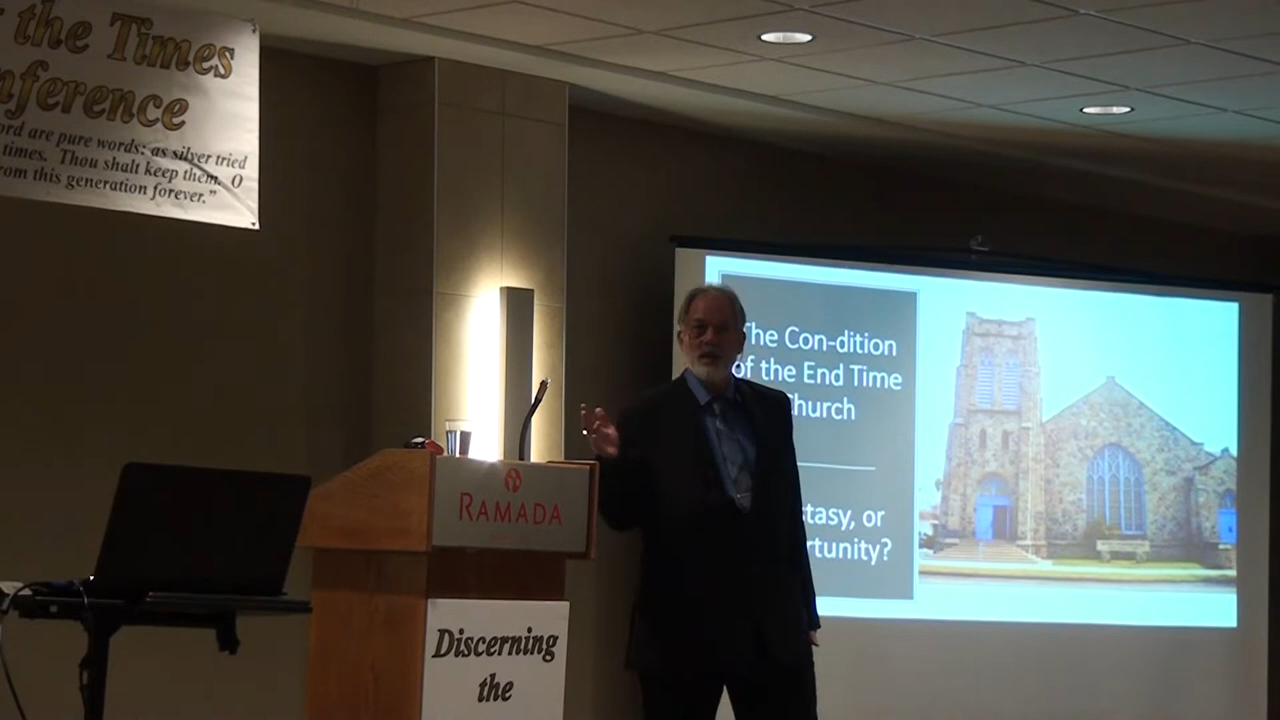 the Times
nference
ord are pure words: as silver tried
times. Thou shalt keep them, O
rom this generation forever."
The Con-dition
of the End Time
Church
stasy, or
rtunity?
RAMADA
Discerning
the